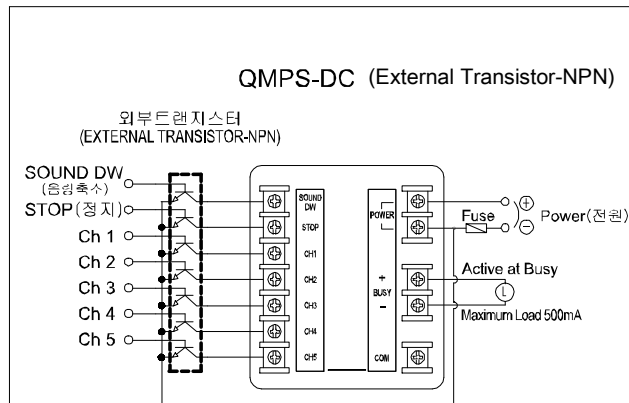 QMPS-DC (External Transistor-NPN)
외부트랜지스터
(EXTERNAL TRANSISTOR-NPN)
SOUND DW
(음량축소)
STOP(정지)
Ch 1
Ch 2
Ch 3
Ch 4
Ch 5
SOUND
DW
STOP
CH1
CH2
CH3
CH4
CH5
POWER
+
BUSY
-
COM
Fuse
+
-
Power(전원)
Active at Busy
L
Maximum Load 500mA